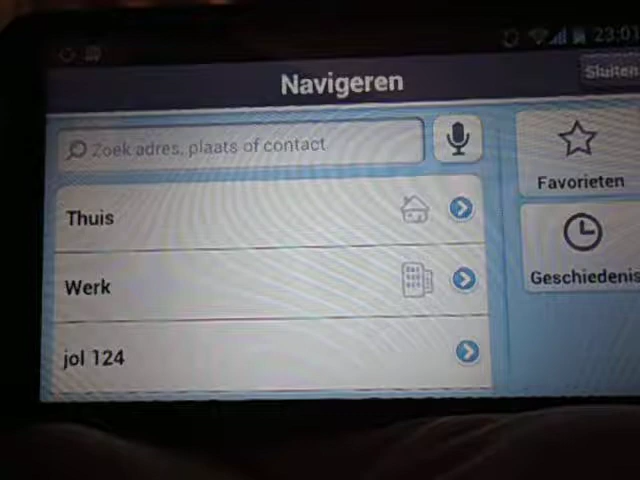 23:01
Navigeren
Sluiten
Zoek adres, plaats of contact
Favorieten
Thuis
Geschiedenis
Werk
jol 124